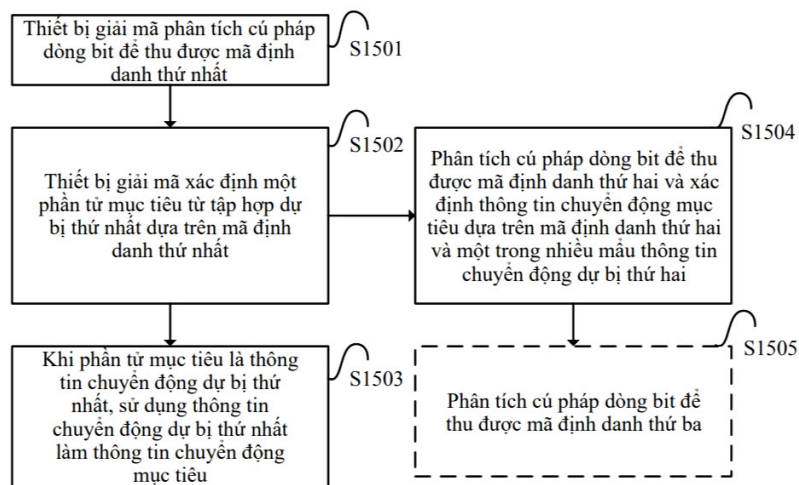 Thiết bị giải mã phân tích cú pháp
dòng bit để thu được mã định
danh thứ nhất
S1501
Thiết bị giải mã xác định một
phần tử mục tiêu từ tập hợp dự
bị thứ nhất dựa trên mã định
danh thứ nhất
S1502
Khi phần tử mục tiêu là thông
tin chuyển động dự bị thứ
nhất, sử dụng thông tin
chuyển động dự bị thứ nhất
làm thông tin chuyển động
mục tiêu
S1503
Phân tích cú pháp dòng bit để thu
được mã định danh thứ hai và xác
định thông tin chuyển động mục
tiêu dựa trên mã định danh thứ hai
và một trong nhiều mẩu thông tin
chuyển động dự bị thứ hai
S1504
Phân tích cú pháp dòng bit để
thu được mã định danh thứ ba
S1505